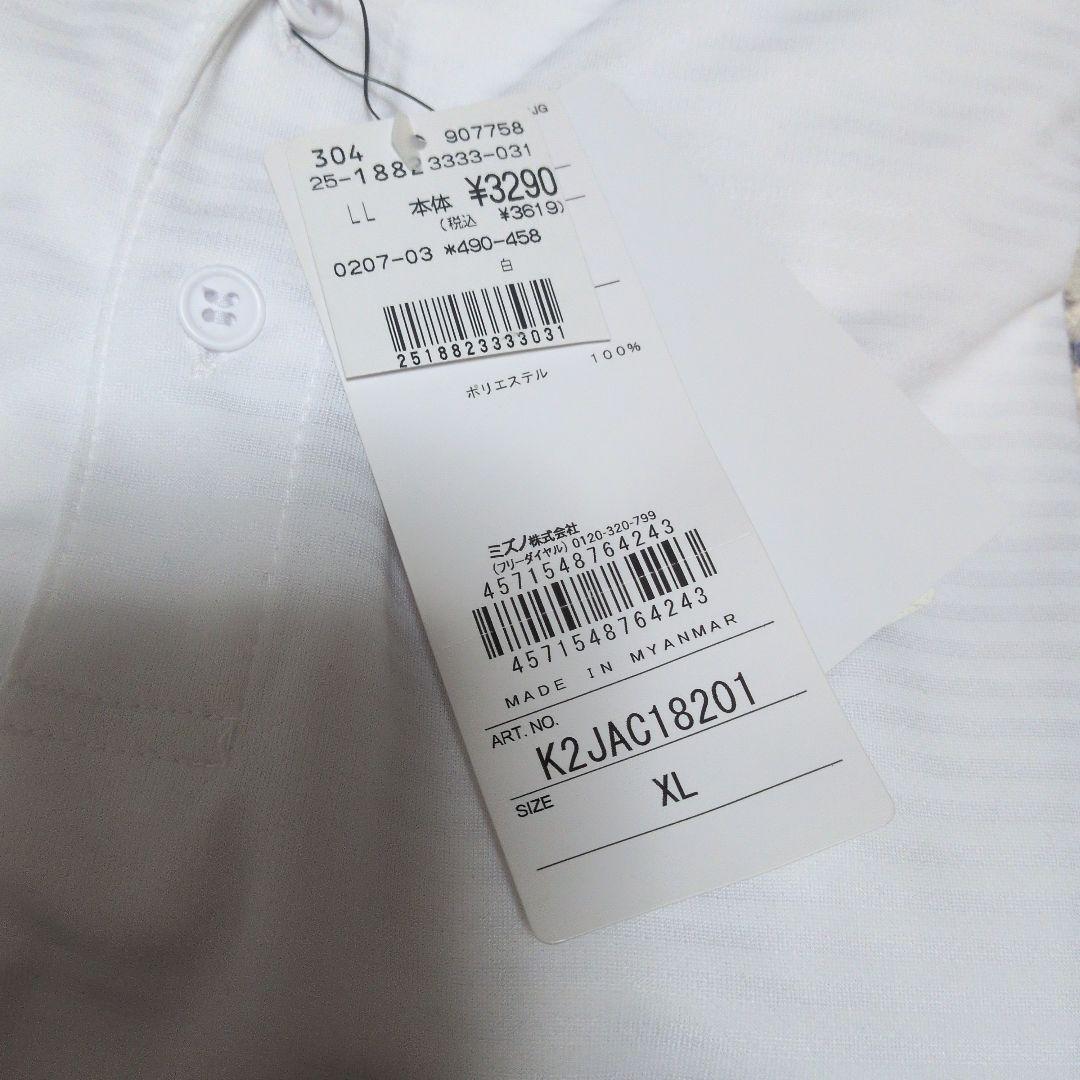 JG
304 907758
25-18823333-031
LL 本体 ¥3290
(税込 ¥3619)
0207-03 *490-458
白
2518823333031
ポリエステル 100%
ミズノ株式会社
(フリーダイヤル) 0120-320-799
4571548764243
4571548764243
MADE IN MYANMAR
ART. NO.
K2JAC18201
SIZE
XL